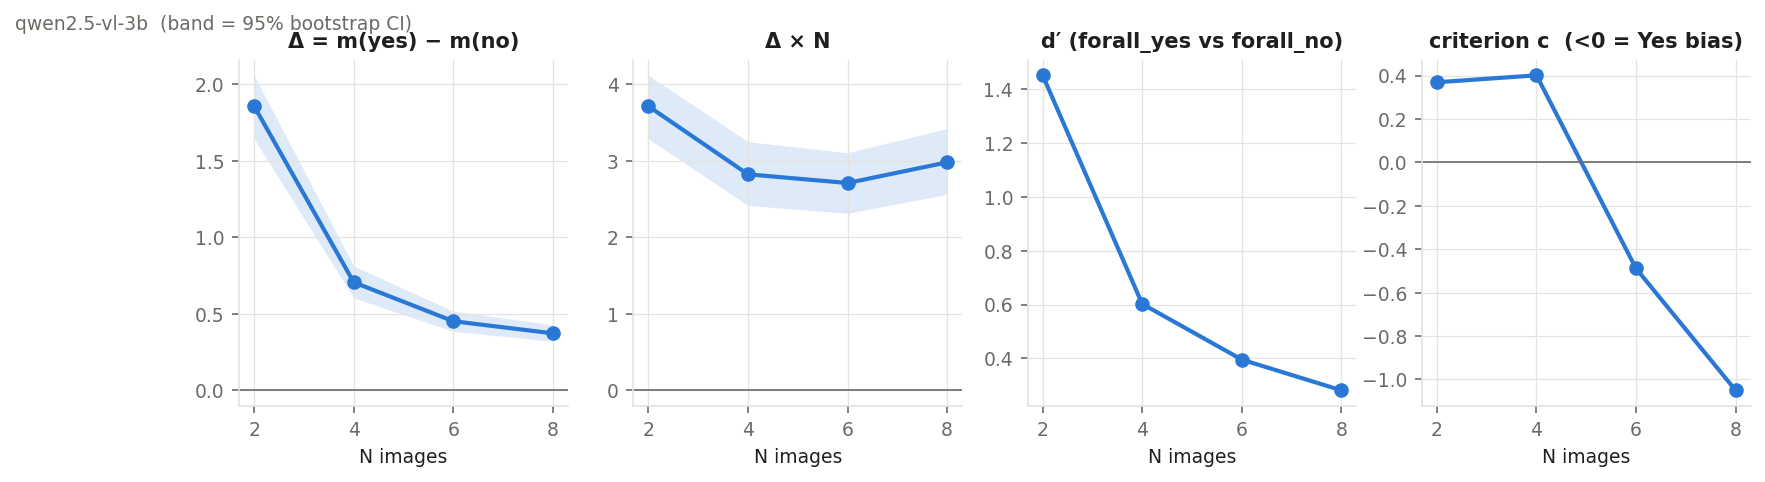 qwen2.5-vl-3b  (band = 95% bootstrap CI)
Δ = m(yes) − m(no)
2.0
1.5
1.0
0.5
0.0
2 4 6 8
N images
Δ × N
4
3
2
1
0
2 4 6 8
N images
d′ (forall_yes vs forall_no)
1.4
1.2
1.0
0.8
0.6
0.4
2 4 6 8
N images
criterion c  (<0 = Yes bias)
0.4
0.2
0.0
−0.2
−0.4
−0.6
−0.8
−1.0
2 4 6 8
N images